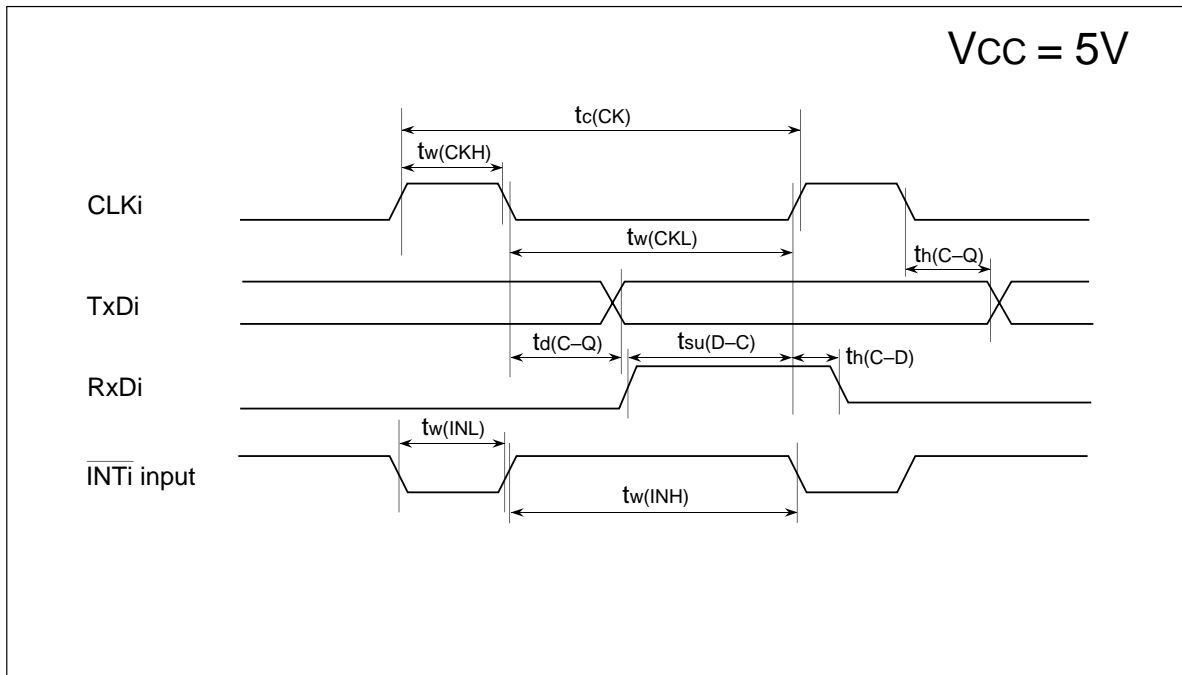 VCC = 5V
tc(CK)
tw(CKH)
CLKi
tw(CKL)
th(C–Q)
TxDi
td(C–Q)
tsu(D–C)
th(C–D)
RxDi
tw(INL)
INTi input
tw(INH)